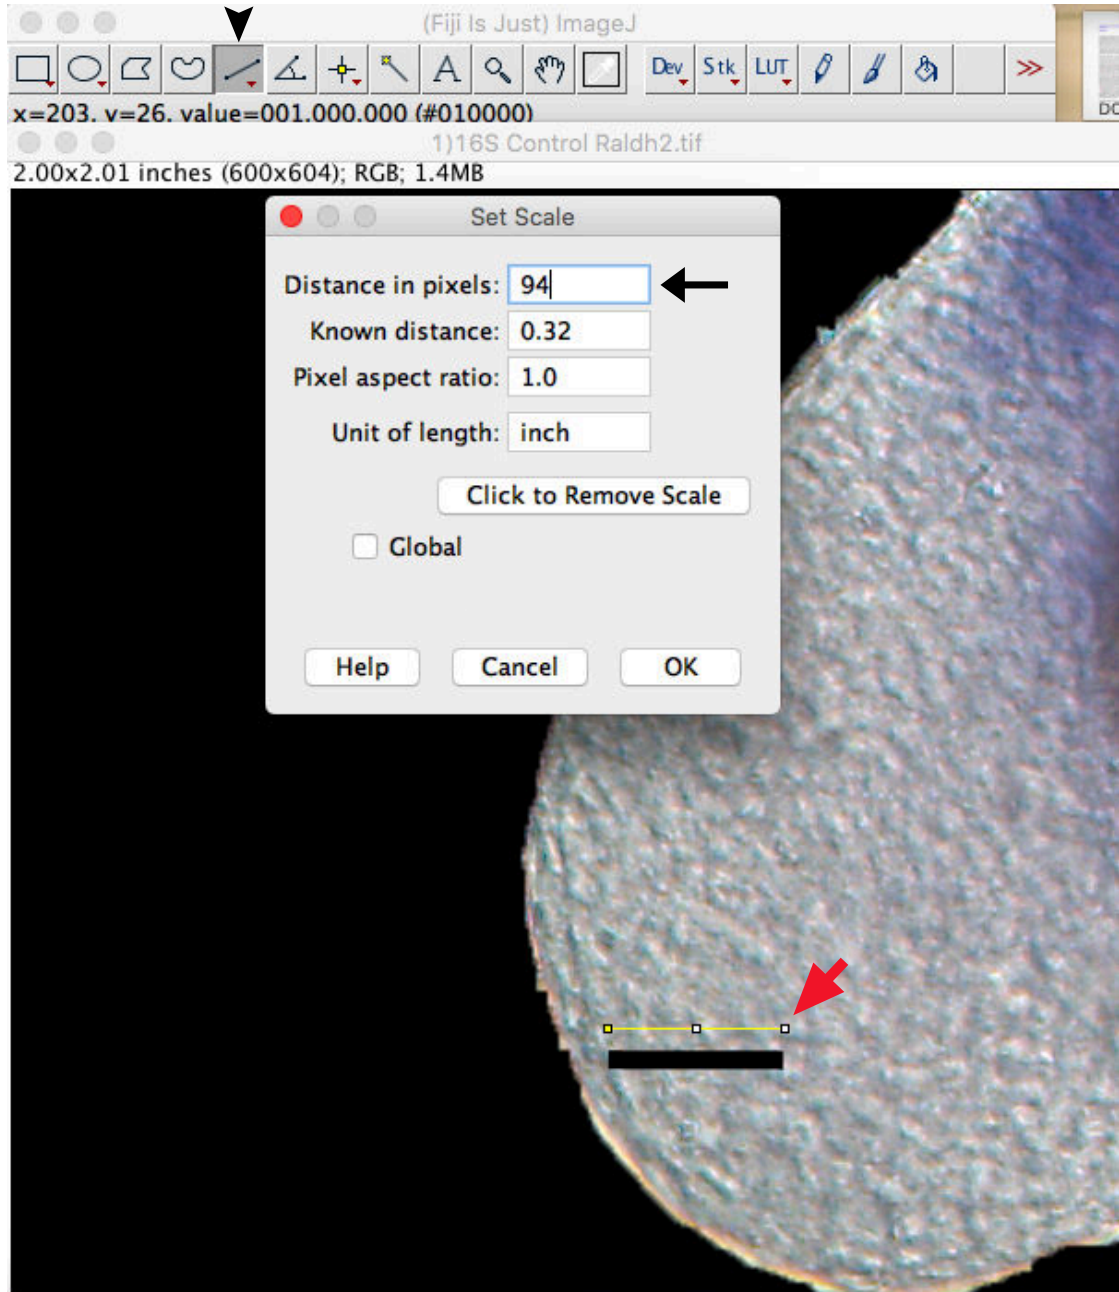 (Fiji Is Just) ImageJ
A Dev Stk LUT >>
x=203, y=26, value=001,000,000 (#010000)
DO
1)16S Control Raldh2.tif
2.00x2.01 inches (600x604); RGB; 1.4MB
Set Scale
Distance in pixels: 94
Known distance: 0.32
Pixel aspect ratio: 1.0
Unit of length: inch
Click to Remove Scale
Global
Help Cancel OK